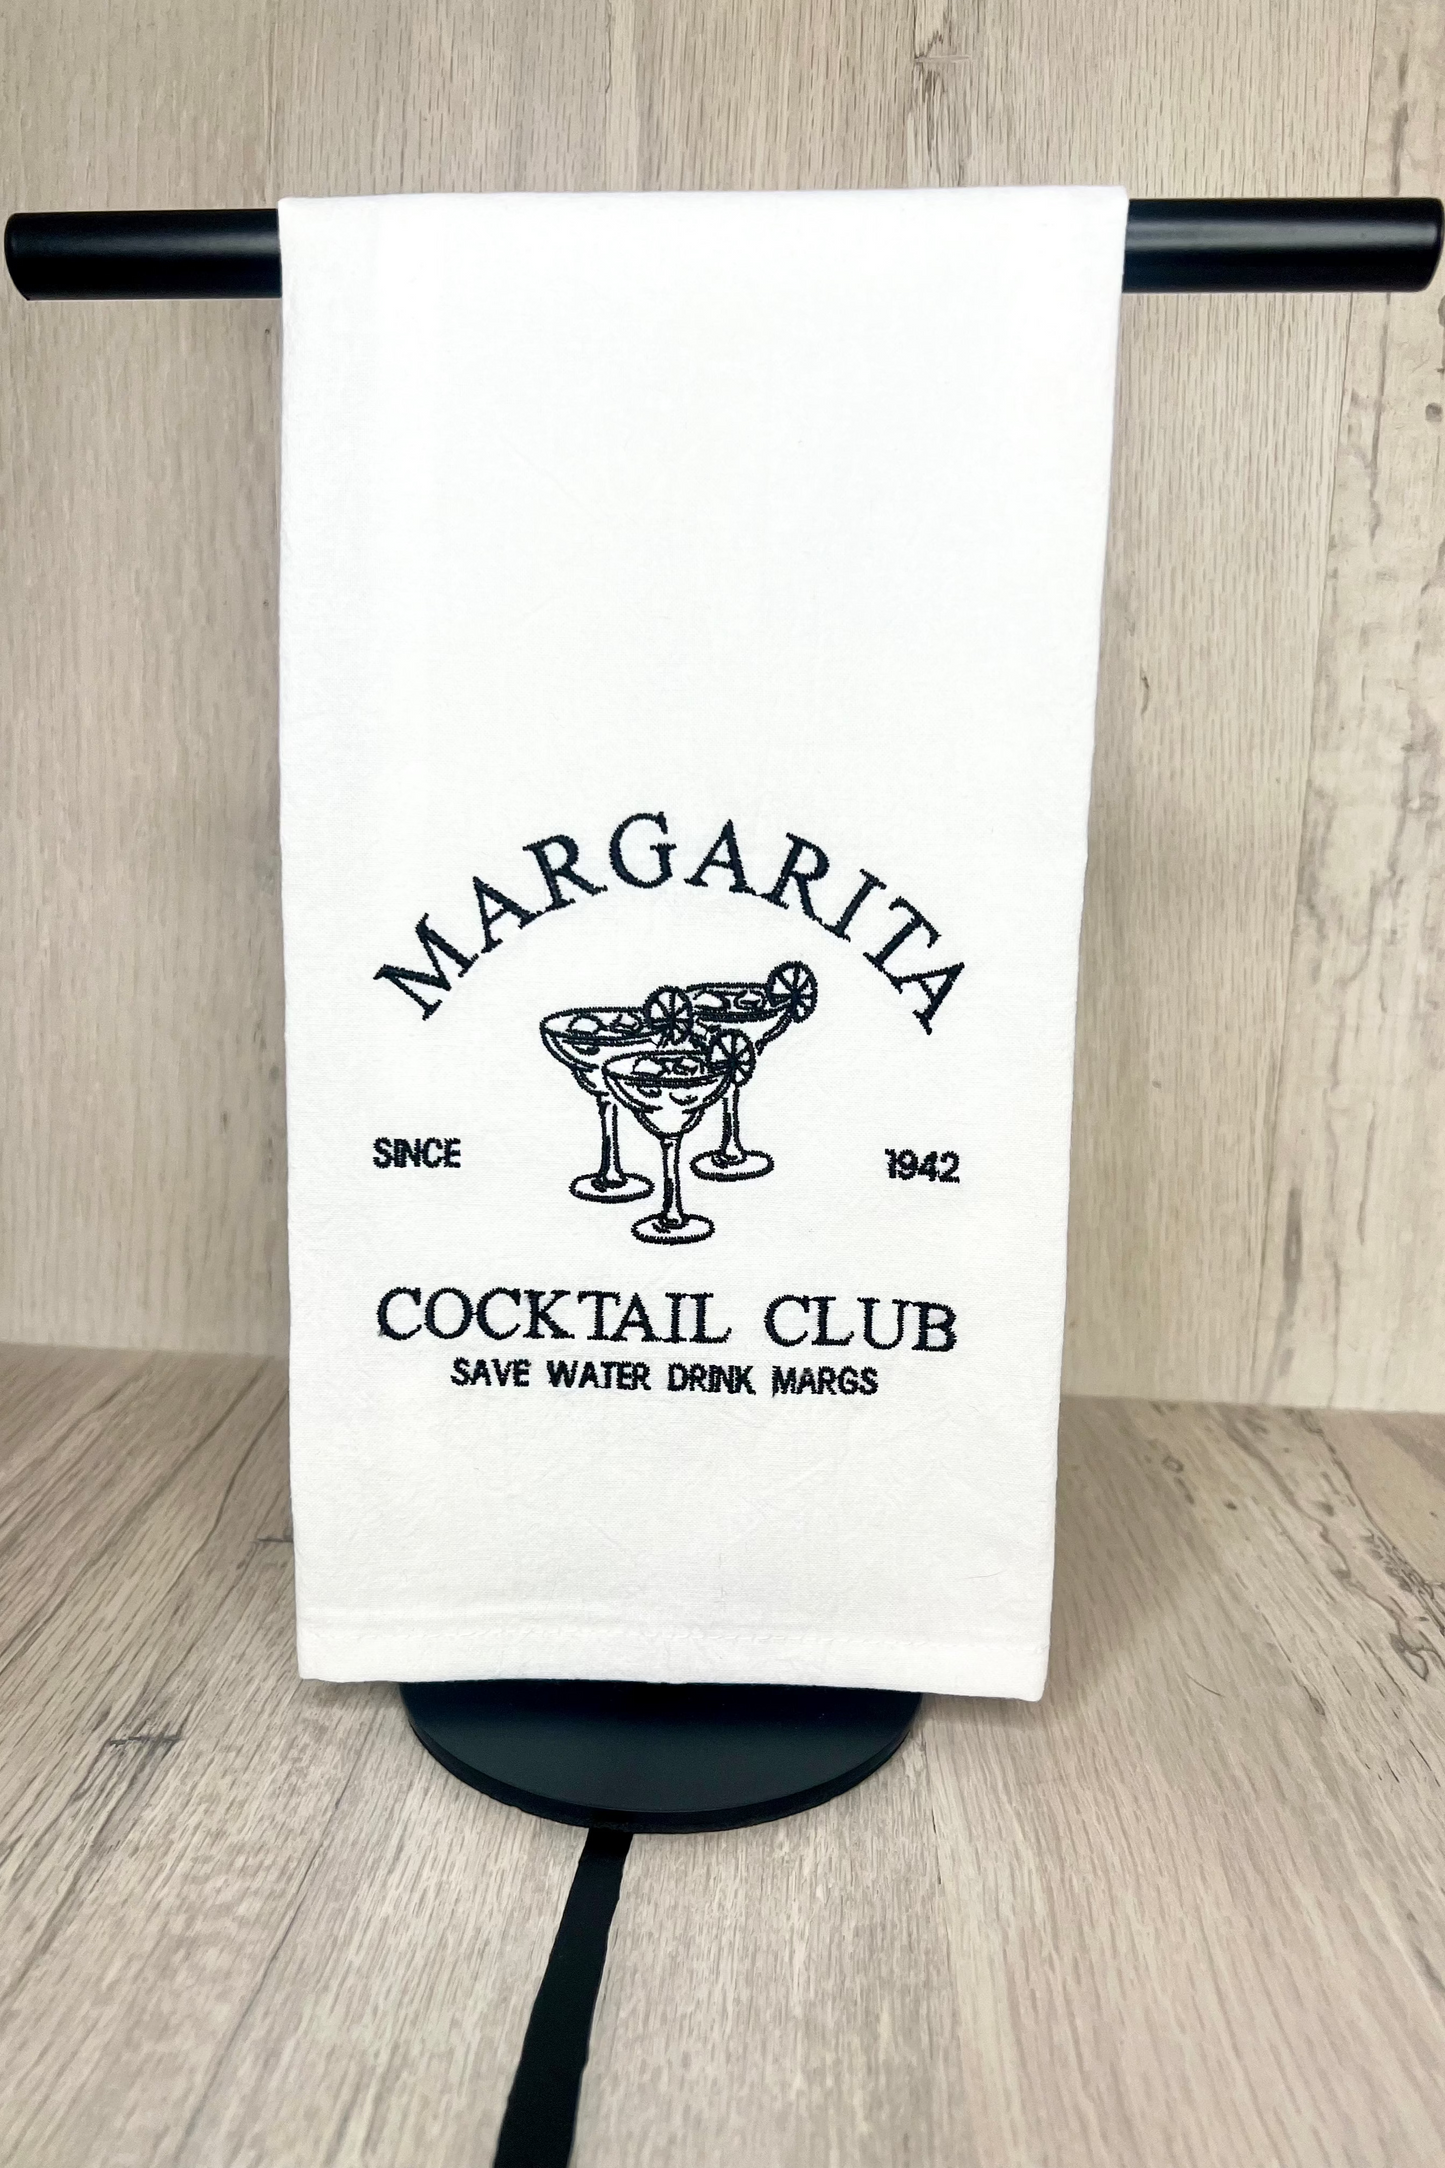 MARGARITA
SINCE 1942
COCKTAIL CLUB
SAVE WATER DRINK MARGS